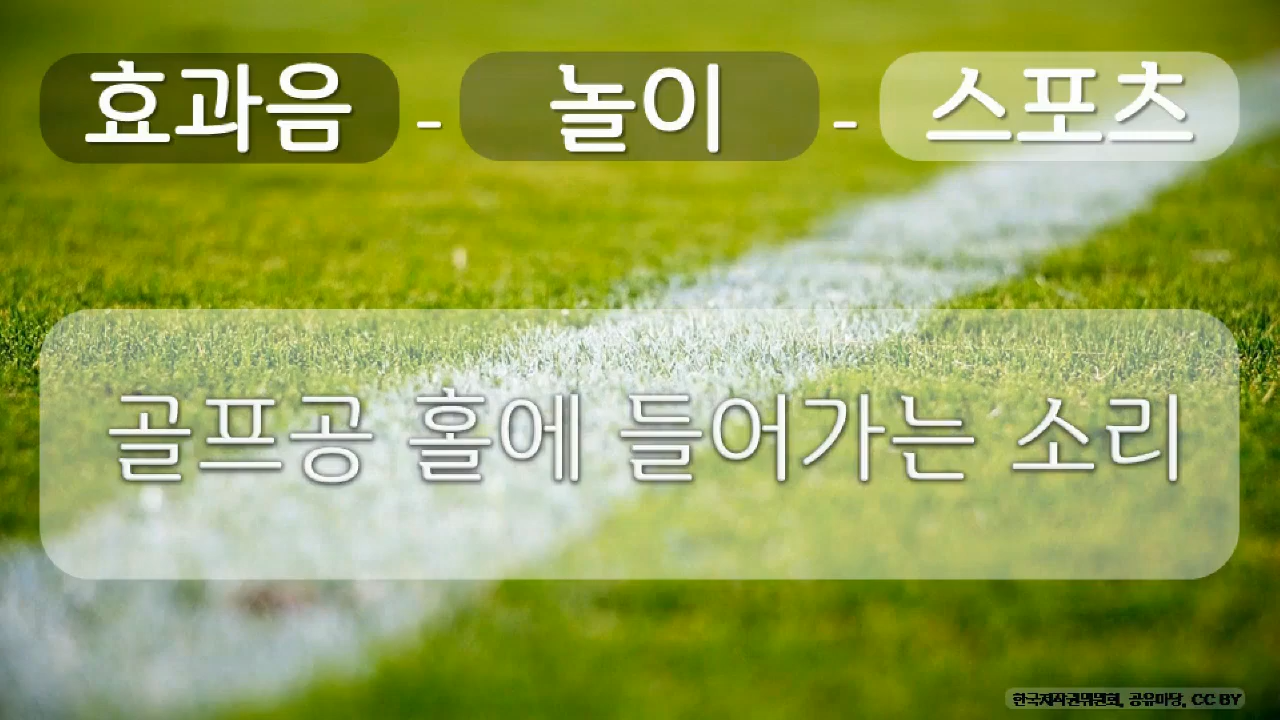 효과음 - 놀이 - 스포츠
골프공 홀에 들어가는 소리
한국저작권위원회, 공유마당, CC BY